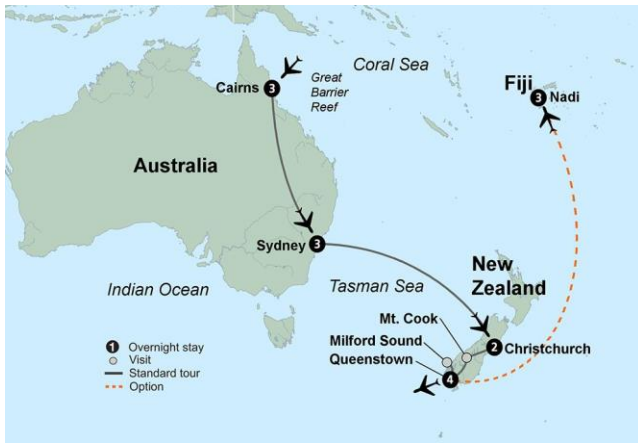 Coral Sea
Fiji
3 Nadi
Cairns 3
Great
Barrier
Reef
Australia
Sydney 3
Indian Ocean
Tasman Sea
New
Zealand
Mt. Cook
Milford Sound
Queenstown
2 Christchurch
4
1 Overnight stay
Visit
Standard tour
Option